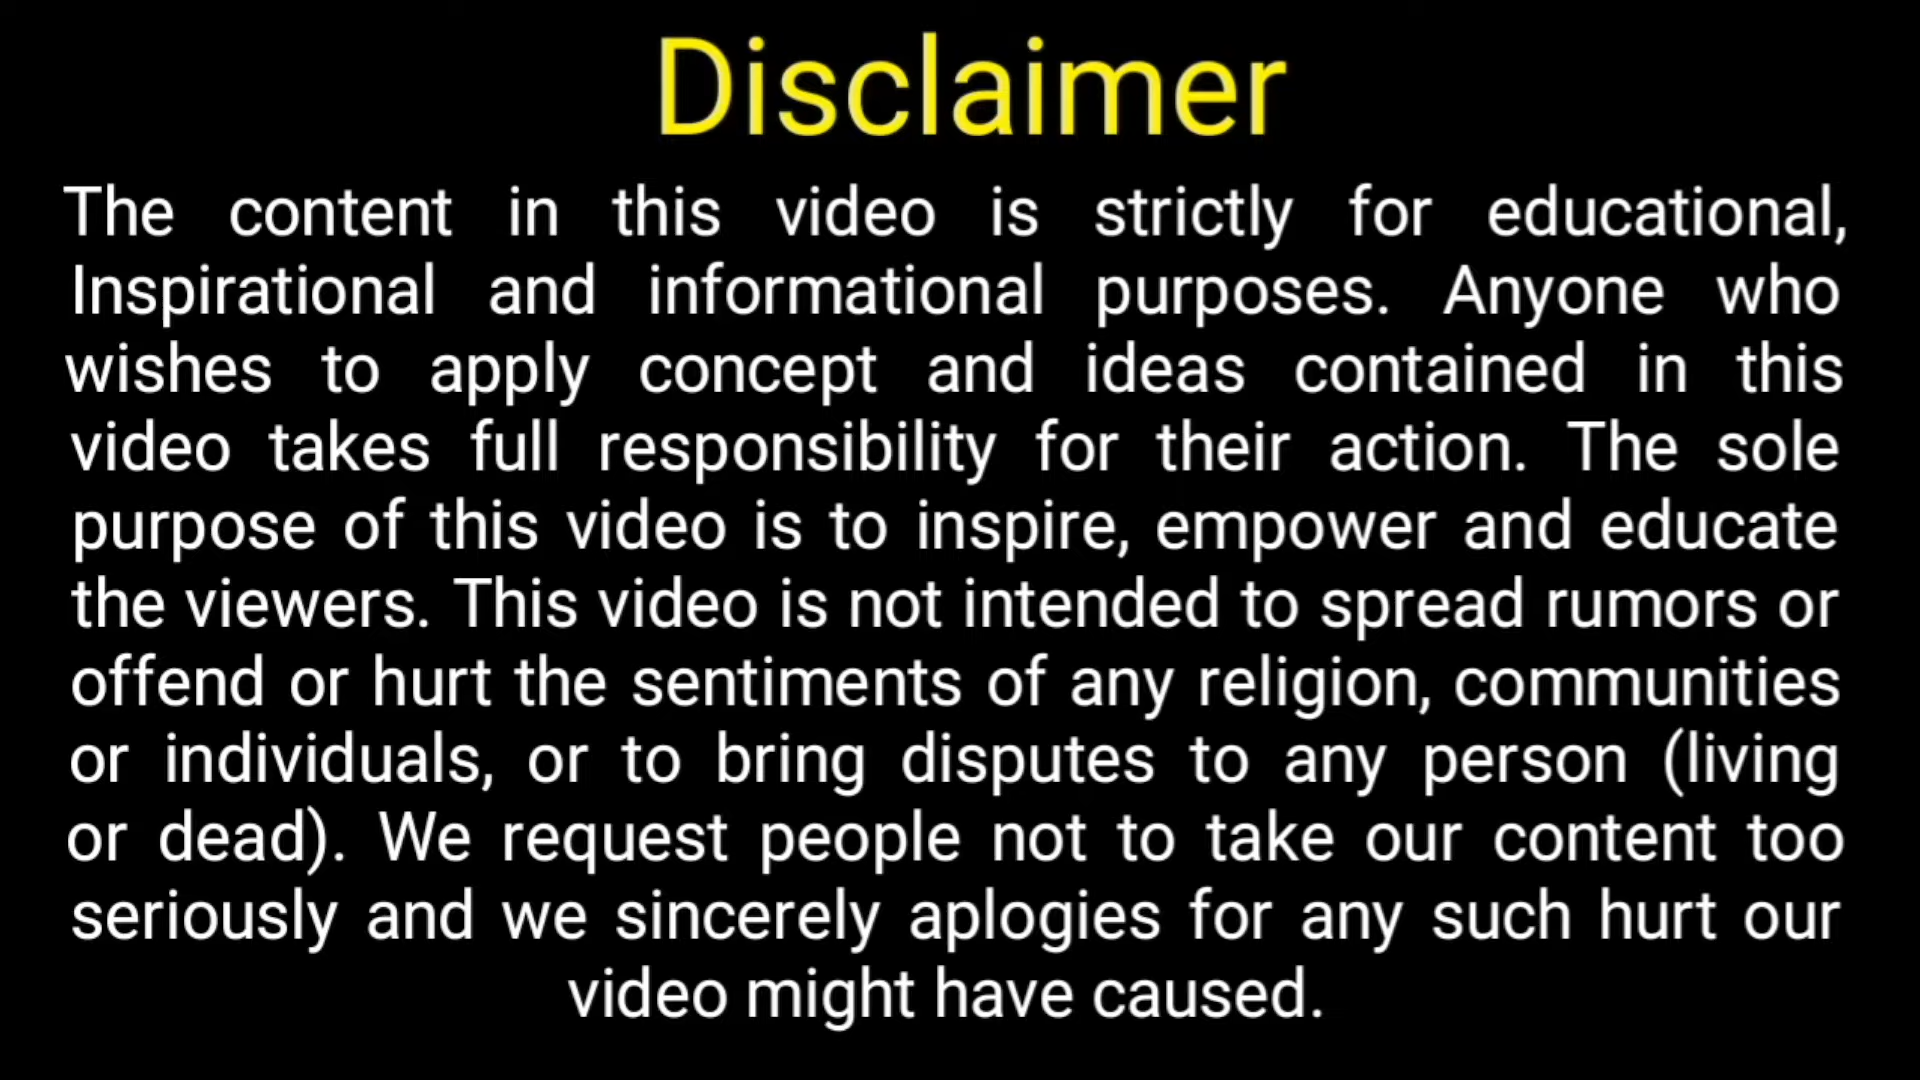 Disclaimer
The content in this video is strictly for educational,
Inspirational and informational purposes. Anyone who
wishes to apply concept and ideas contained in this
video takes full responsibility for their action. The sole
purpose of this video is to inspire, empower and educate
the viewers. This video is not intended to spread rumors or
offend or hurt the sentiments of any religion, communities
or individuals, or to bring disputes to any person (living
or dead). We request people not to take our content too
seriously and we sincerely aplogies for any such hurt our
video might have caused.